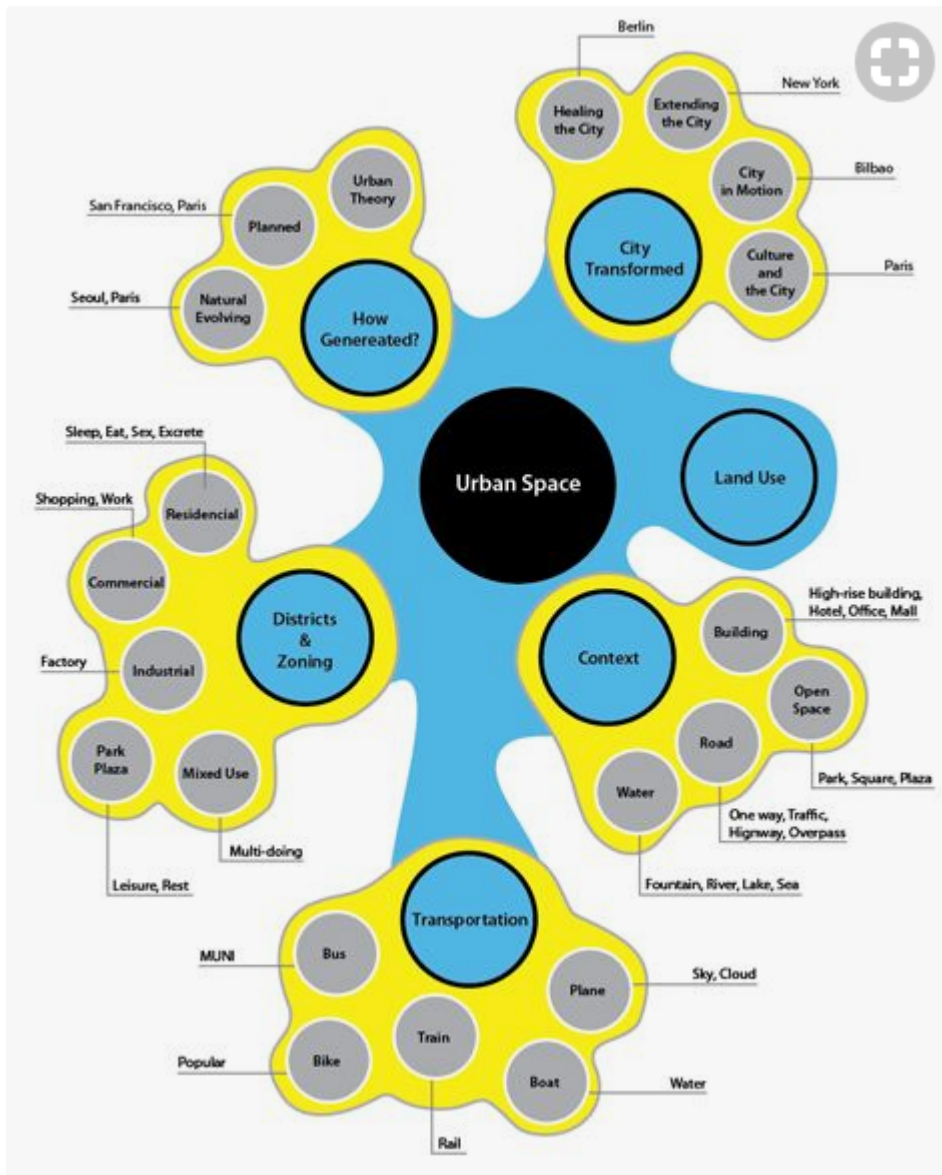 Berlin
Healing
the City
Extending
the City
New York
City
in Motion
Bilbao
Culture
and
the City
Paris
City
Transformed
Urban
Theory
San Francisco, Paris
Planned
Seoul, Paris
Natural
Evolving
How
Genereated?
Urban Space
Land Use
Sleep, Eat, Sex, Excrete
Residencial
Shopping, Work
Commercial
Factory
Industrial
Districts
&
Zoning
Park
Plaza
Mixed Use
Multi-doing
Leisure, Rest
Context
Building
High-rise building,
Hotel, Office, Mall
Open
Space
Park, Square, Plaza
Road
One way, Traffic,
Hignway, Overpass
Water
Fountain, River, Lake, Sea
Transportation
MUNI
Bus
Plane
Sky, Cloud
Popular
Bike
Train
Rail
Boat
Water